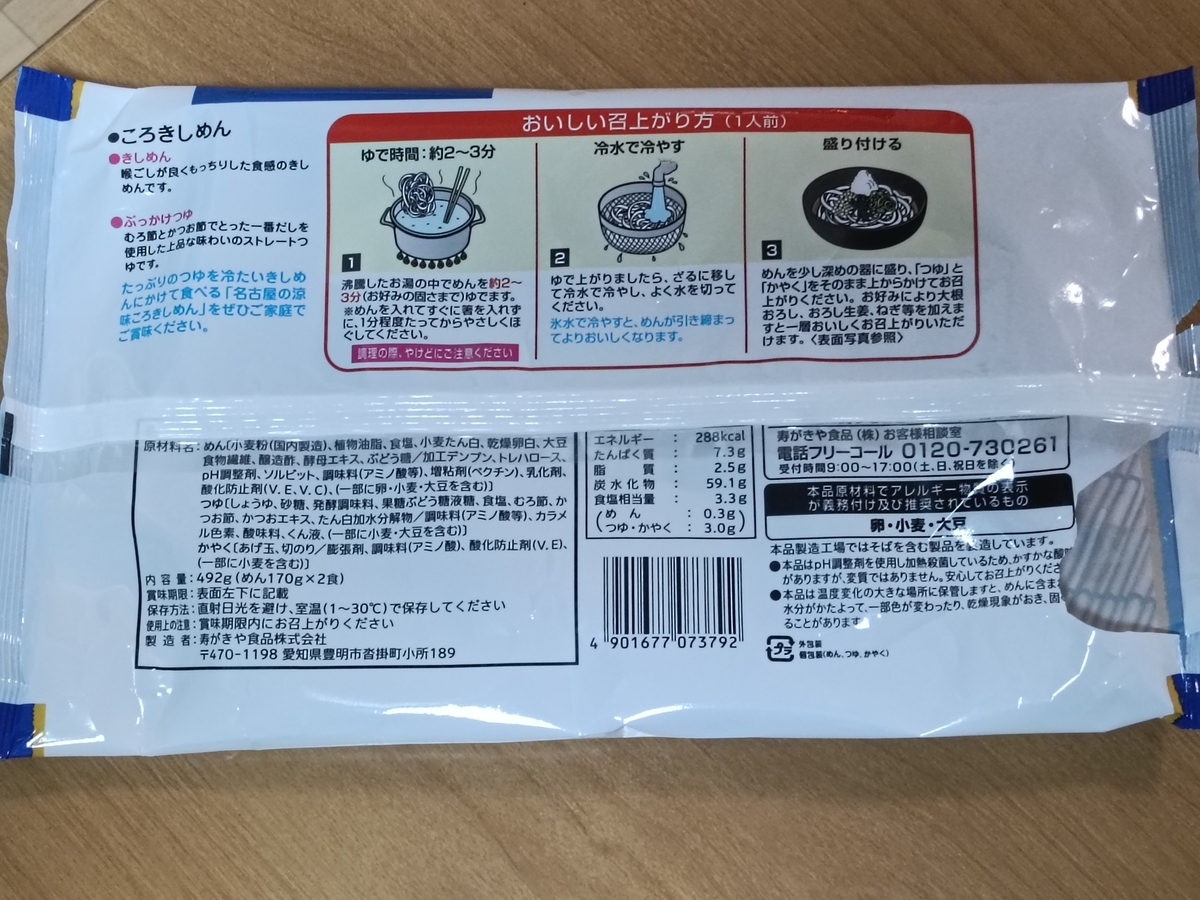 ●ころきしめん
●きしめん
喉ごしが良くもっちりした食感のきし
めんです。
●ぶっかけつゆ
むろ節とかつお節でとった一番だしを
使用した上品な味わいのストレートつ
ゆです。
たっぷりのつゆを冷たいきしめ
んにかけて食べる「名古屋の涼
味ころきしめん」をぜひご家庭で
ご賞味ください。
おいしい召上がり方(1人前)
ゆで時間:約2〜3分
1
沸騰したお湯の中でめんを約2〜
3分(お好みの固さまで)ゆでます。
※めんを入れてすぐに箸を入れず
に、1分程度たってからやさしくほ
ぐしてください。
調理の際、やけどにご注意ください
冷水で冷やす
2
ゆで上がりましたら、ざるに移し
て冷水で冷やし、よく水を切って
ください。
氷水で冷やすと、めんが引き締まっ
てよりおいしくなります。
盛り付ける
3
めんを少し深めの器に盛り、「つゆ」と
「かやく」をそのまま上からかけてお召
上がりください。お好みにより大根
おろし、おろし生姜、ねぎ等を加えま
すと一層おいしくお召上がりいただ
けます。〈表面写真参照〉
原材料名:めん〔小麦粉(国内製造)、植物油脂、食塩、小麦たん白、乾燥卵白、大豆
食物繊維、醸造酢、酵母エキス、ぶどう糖/加工デンプン、トレハロース、
pH調整剤、ソルビット、調味料(アミノ酸等)、増粘剤(ペクチン)、乳化剤、
酸化防止剤(V.E、V.C)、(一部に卵・小麦・大豆を含む)〕
つゆ〔しょうゆ、砂糖、発酵調味料、果糖ぶどう糖液糖、食塩、むろ節、か
つお節、かつおエキス、たん白加水分解物/調味料(アミノ酸等)、カラメ
ル色素、酸味料、くん液、(一部に小麦・大豆を含む)〕
かやく〔あげ玉、切のり/膨張剤、調味料(アミノ酸)、酸化防止剤(V.E)、
(一部に小麦を含む)〕
内容量:492g(めん170g×2食)
賞味期限:表面左下に記載
保存方法:直射日光を避け、室温(1〜30℃)で保存してください
使用上の注意:賞味期限内にお召上がりください
製造者:寿がきや食品株式会社
〒470-1198 愛知県豊明市沓掛町小所189
エネルギー : 288kcal
たんぱく質 : 7.3g
脂質 : 2.5g
炭水化物 : 59.1g
食塩相当量 : 3.3g
(めん : 0.3g)
(つゆ・かやく : 3.0g)
4 901677 073792
寿がきや食品(株)お客様相談室
電話フリーコール 0120-730261
受付時間9:00〜17:00(土、日、祝日を除く)
本品原材料でアレルギー物質の表示
が義務付け及び推奨されているもの
卵・小麦・大豆
本品製造工場ではそばを含む製品を製造しています。
●本品はpH調整剤を使用し加熱殺菌しているため、かすかな酸味
がありますが、変質ではありません。安心してお召上がりくださ
●本品は温度変化の大きな場所に保管しますと、めんに含ま
水分がかたよって、一部色が変わったり、乾燥現象がおき、固
ることがあります。
プラ
外包装
個包装(めん、つゆ、かやく)